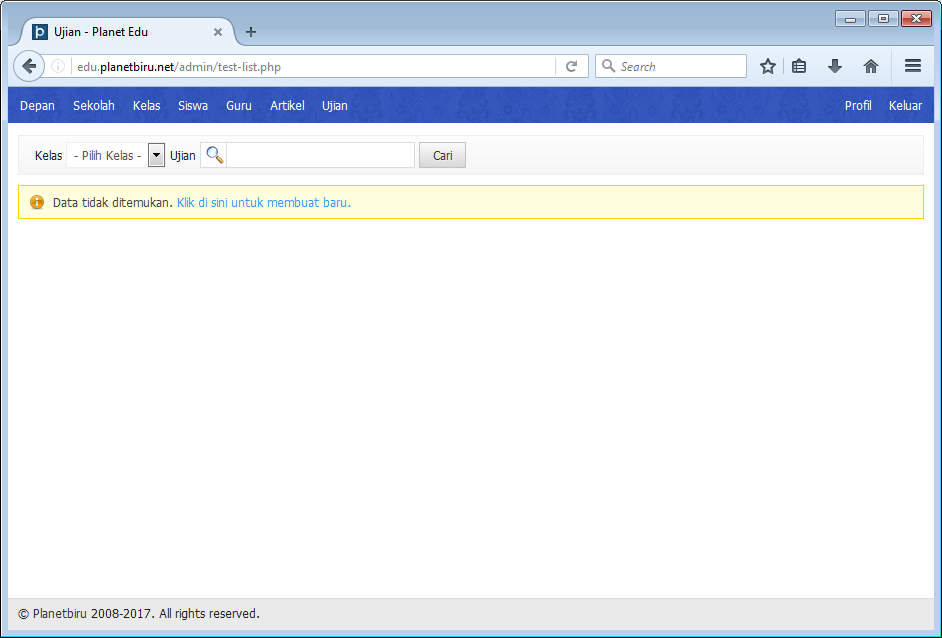 Ujian - Planet Edu
edu.planetbiru.net/admin/test-list.php
Search
Depan Sekolah Kelas Siswa Guru Artikel Ujian Profil Keluar
Kelas - Pilih Kelas - Ujian Cari
Data tidak ditemukan. Klik di sini untuk membuat baru.
© Planetbiru 2008-2017. All rights reserved.